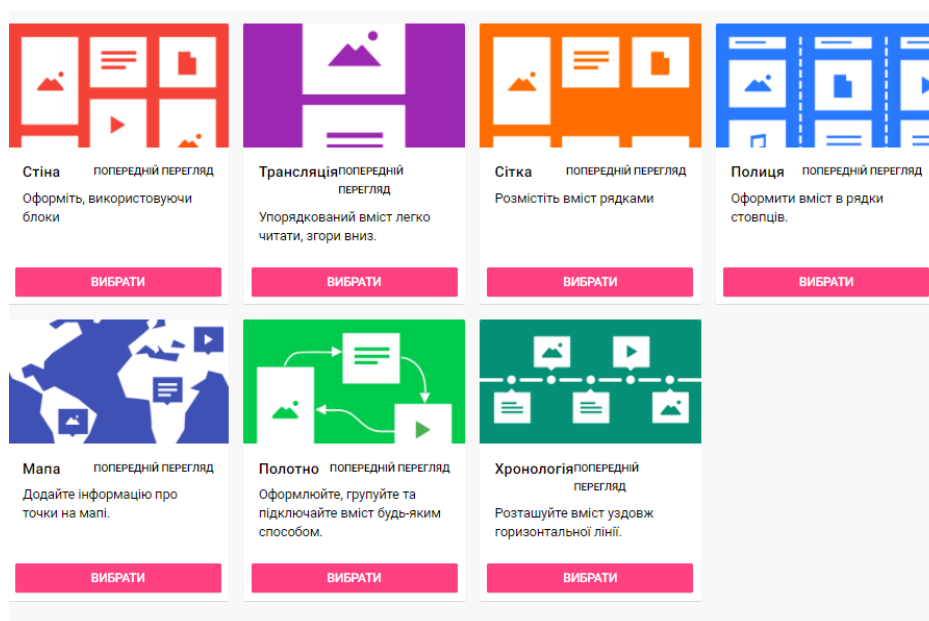 Стіна ПОПЕРЕДНІЙ ПЕРЕГЛЯД
Оформіть, використовуючи
блоки
ВИБРАТИ
Трансляція ПОПЕРЕДНІЙ
ПЕРЕГЛЯД
Упорядкований вміст легко
читати, згори вниз.
ВИБРАТИ
Сітка ПОПЕРЕДНІЙ ПЕРЕГЛЯД
Розмістіть вміст рядками
ВИБРАТИ
Полиця ПОПЕРЕДНІЙ ПЕРЕГЛЯД
Оформити вміст в рядки
стовпців.
ВИБРАТИ
Мапа ПОПЕРЕДНІЙ ПЕРЕГЛЯД
Додайте інформацію про
точки на мапі.
ВИБРАТИ
Полотно ПОПЕРЕДНІЙ ПЕРЕГЛЯД
Оформлюйте, групуйте та
підключайте вміст будь-яким
способом.
ВИБРАТИ
Хронологія ПОПЕРЕДНІЙ
ПЕРЕГЛЯД
Розташуйте вміст уздовж
горизонтальної лінії.
ВИБРАТИ